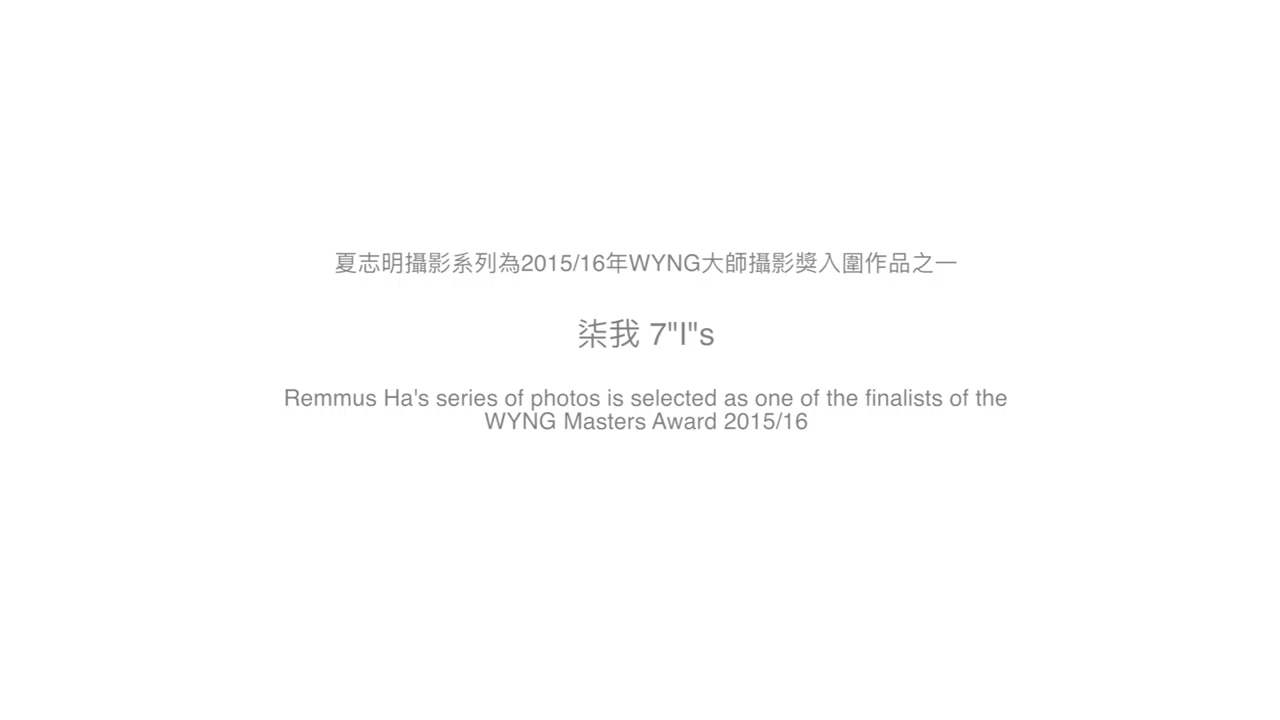 夏志明攝影系列為2015/16年WYNG大師攝影獎入圍作品之一
柒我 7"I"s
Remmus Ha's series of photos is selected as one of the finalists of the
WYNG Masters Award 2015/16